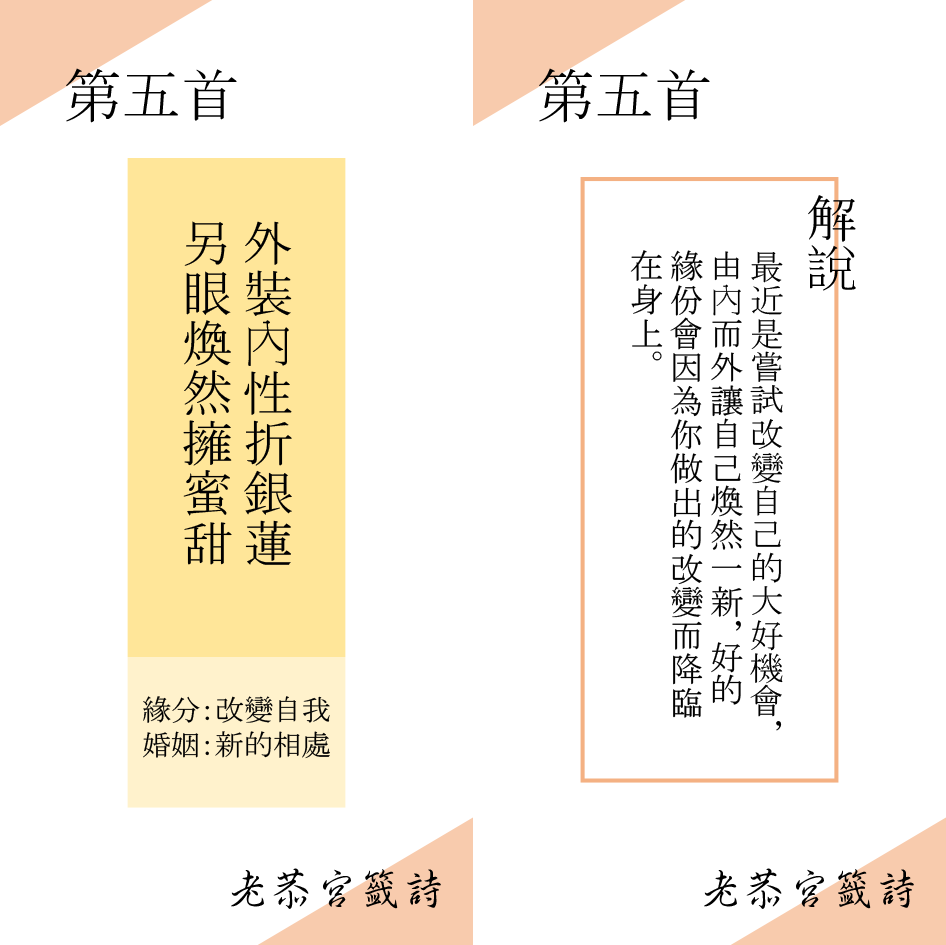 第五首
外裝內性折銀蓮
另眼煥然擁蜜甜
緣分:改變自我
婚姻:新的相處
老恭宮籤詩
第五首
解說
最近是嘗試改變自己的大好機會,
由內而外讓自己煥然一新,好的
緣份會因為你做出的改變而降臨
在身上。
老恭宮籤詩